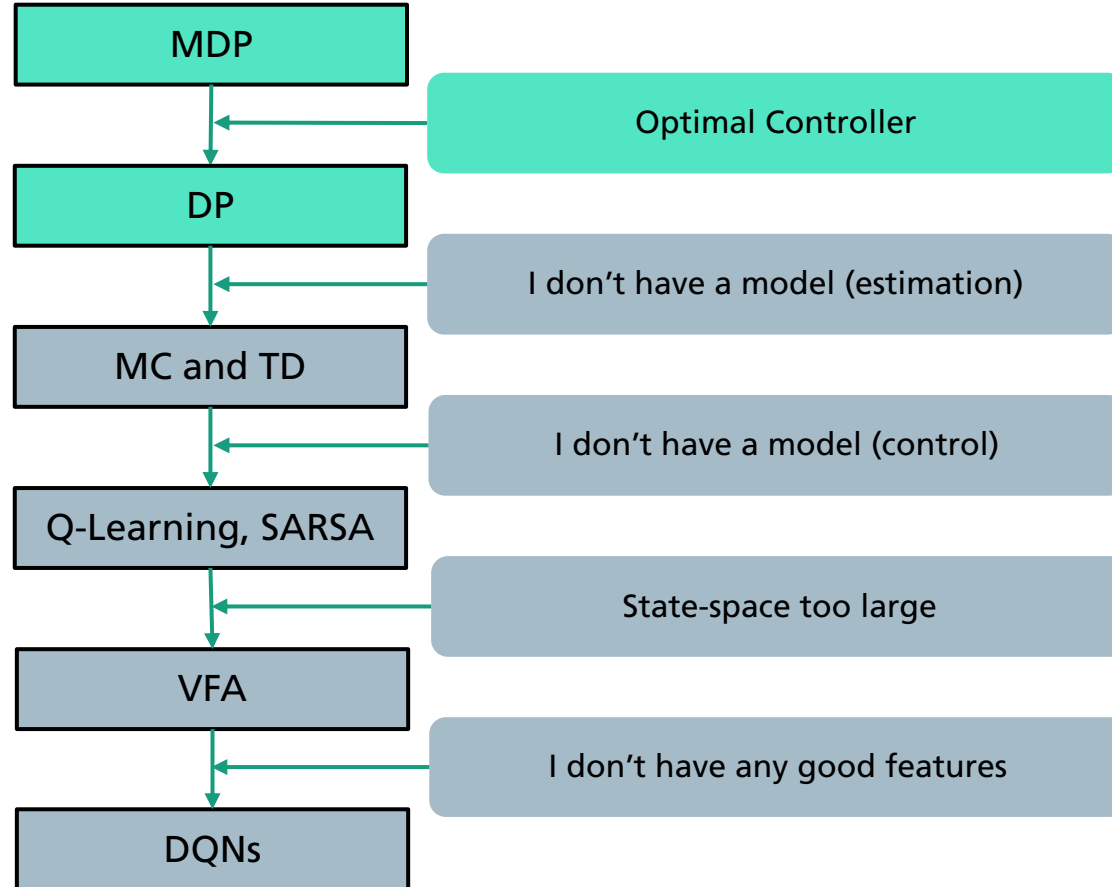 MDP
Optimal Controller
DP
I don’t have a model (estimation)
MC and TD
I don’t have a model (control)
Q-Learning, SARSA
State-space too large
VFA
I don’t have any good features
DQNs